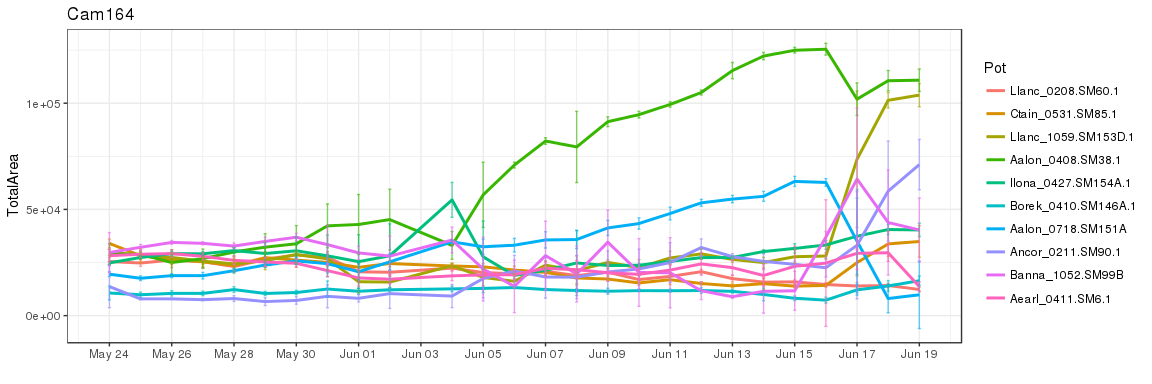 Cam164
TotalArea
1e+05
5e+04
0e+00
May 24 May 26 May 28 May 30 Jun 01 Jun 03 Jun 05 Jun 07 Jun 09 Jun 11 Jun 13 Jun 15 Jun 17 Jun 19
Pot
Llanc_0208.SM60.1
Ctain_0531.SM85.1
Llanc_1059.SM153D.1
Aalon_0408.SM38.1
Ilona_0427.SM154A.1
Borek_0410.SM146A.1
Aalon_0718.SM151A
Ancor_0211.SM90.1
Banna_1052.SM99B
Aearl_0411.SM6.1